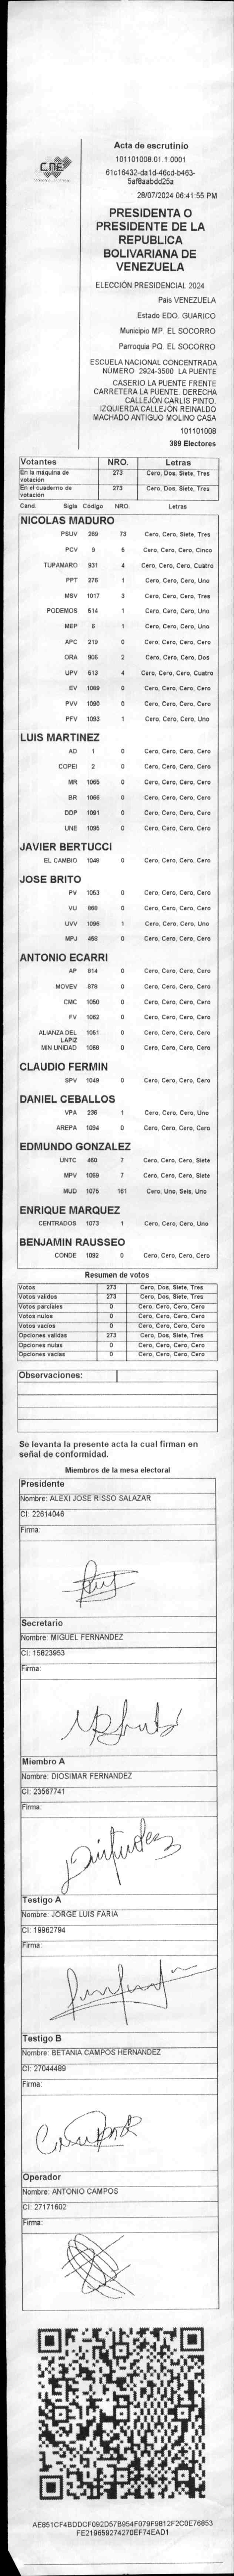 CNE
Acta de escrutinio
101101008.01.1.0001
61c16432-da1d-46cd-b463-
5af8aabdd25a
28/07/2024 06:41:55 PM
PRESIDENTA O
PRESIDENTE DE LA
REPUBLICA
BOLIVARIANA DE
VENEZUELA
ELECCIÓN PRESIDENCIAL 2024
Pais VENEZUELA
Estado EDO. GUARICO
Municipio MP. EL SOCORRO
Parroquia PQ. EL SOCORRO
ESCUELA NACIONAL CONCENTRADA
NÚMERO 2924-3500 LA PUENTE
CASERIO LA PUENTE FRENTE
CARRETERA LA PUENTE. DERECHA
CALLEJÓN CARLIS PINTO.
IZQUIERDA CALLEJÓN REINALDO
MACHADO ANTIGUO MOLINO CASA
101101008
389 Electores
Votantes NRO. Letras
En la máquina de votación 273 Cero, Dos, Siete, Tres
En el cuaderno de votación 273 Cero, Dos, Siete, Tres
Cand. Sigla Código NRO. Letras
NICOLAS MADURO
PSUV 269 73 Cero, Cero, Siete, Tres
PCV 9 5 Cero, Cero, Cero, Cinco
TUPAMARO 931 4 Cero, Cero, Cero, Cuatro
PPT 278 1 Cero, Cero, Cero, Uno
MSV 1017 3 Cero, Cero, Cero, Tres
PODEMOS 514 1 Cero, Cero, Cero, Uno
MEP 6 1 Cero, Cero, Cero, Uno
APC 219 0 Cero, Cero, Cero, Cero
ORA 906 2 Cero, Cero, Cero, Dos
UPV 513 4 Cero, Cero, Cero, Cuatro
EV 1089 0 Cero, Cero, Cero, Cero
PVV 1090 0 Cero, Cero, Cero, Cero
PFV 1093 1 Cero, Cero, Cero, Uno
LUIS MARTINEZ
AD 1 0 Cero, Cero, Cero, Cero
COPEI 2 0 Cero, Cero, Cero, Cero
MR 1065 0 Cero, Cero, Cero, Cero
BR 1066 0 Cero, Cero, Cero, Cero
DDP 1091 0 Cero, Cero, Cero, Cero
UNE 1095 0 Cero, Cero, Cero, Cero
JAVIER BERTUCCI
EL CAMBIO 1048 0 Cero, Cero, Cero, Cero
JOSE BRITO
PV 1053 0 Cero, Cero, Cero, Cero
VU 968 0 Cero, Cero, Cero, Cero
UVV 1096 1 Cero, Cero, Cero, Uno
MPJ 458 0 Cero, Cero, Cero, Cero
ANTONIO ECARRI
AP 914 0 Cero, Cero, Cero, Cero
MOVEV 979 0 Cero, Cero, Cero, Cero
CMC 1050 0 Cero, Cero, Cero, Cero
FV 1062 0 Cero, Cero, Cero, Cero
ALIANZA DEL LAPIZ 1051 0 Cero, Cero, Cero, Cero
MIN UNIDAD 1068 0 Cero, Cero, Cero, Cero
CLAUDIO FERMIN
SPV 1049 0 Cero, Cero, Cero, Cero
DANIEL CEBALLOS
VPA 236 1 Cero, Cero, Cero, Uno
AREPA 1094 0 Cero, Cero, Cero, Cero
EDMUNDO GONZALEZ
UNTC 460 7 Cero, Cero, Cero, Siete
MPV 1069 7 Cero, Cero, Cero, Siete
MUD 1075 161 Cero, Uno, Seis, Uno
ENRIQUE MARQUEZ
CENTRADOS 1073 1 Cero, Cero, Cero, Uno
BENJAMIN RAUSSEO
CONDE 1092 0 Cero, Cero, Cero, Cero
Resumen de votos
Votos 273 Cero, Dos, Siete, Tres
Votos validos 273 Cero, Dos, Siete, Tres
Votos parciales 0 Cero, Cero, Cero, Cero
Votos nulos 0 Cero, Cero, Cero, Cero
Votos vacios 0 Cero, Cero, Cero, Cero
Opciones validas 273 Cero, Dos, Siete, Tres
Opciones nulas 0 Cero, Cero, Cero, Cero
Opciones vacias 0 Cero, Cero, Cero, Cero
Observaciones:
Se levanta la presente acta la cual firman en
señal de conformidad.
Miembros de la mesa electoral
Presidente
Nombre: ALEXI JOSE RISSO SALAZAR
CI: 22614046
Firma:
Secretario
Nombre: MIGUEL FERNANDEZ
CI: 15823953
Firma:
Miembro A
Nombre: DIOSIMAR FERNANDEZ
CI: 23567741
Firma:
Testigo A
Nombre: JORGE LUIS FARIA
CI: 19962794
Firma:
Testigo B
Nombre: BETANIA CAMPOS HERNANDEZ
CI: 27044489
Firma:
Operador
Nombre: ANTONIO CAMPOS
CI: 27171602
Firma:
AE851CF4BDDCF092D57B954F079F9812F2C0E76853
FE219659274270EF74EAD1